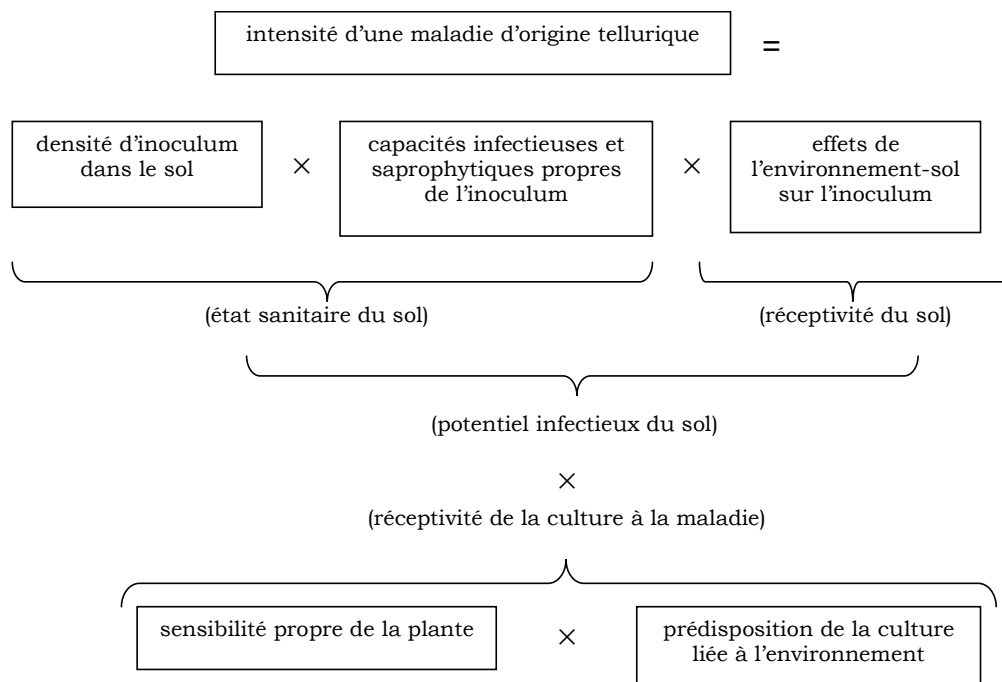 intensité d'une maladie d'origine tellurique =
densité d'inoculum
dans le sol
×
capacités infectieuses et
saprophytiques propres
de l'inoculum
×
effets de
l'environnement-sol
sur l'inoculum
(état sanitaire du sol)
(réceptivité du sol)
(potentiel infectieux du sol)
×
(réceptivité de la culture à la maladie)
sensibilité propre de la plante
×
prédisposition de la culture
liée à l'environnement